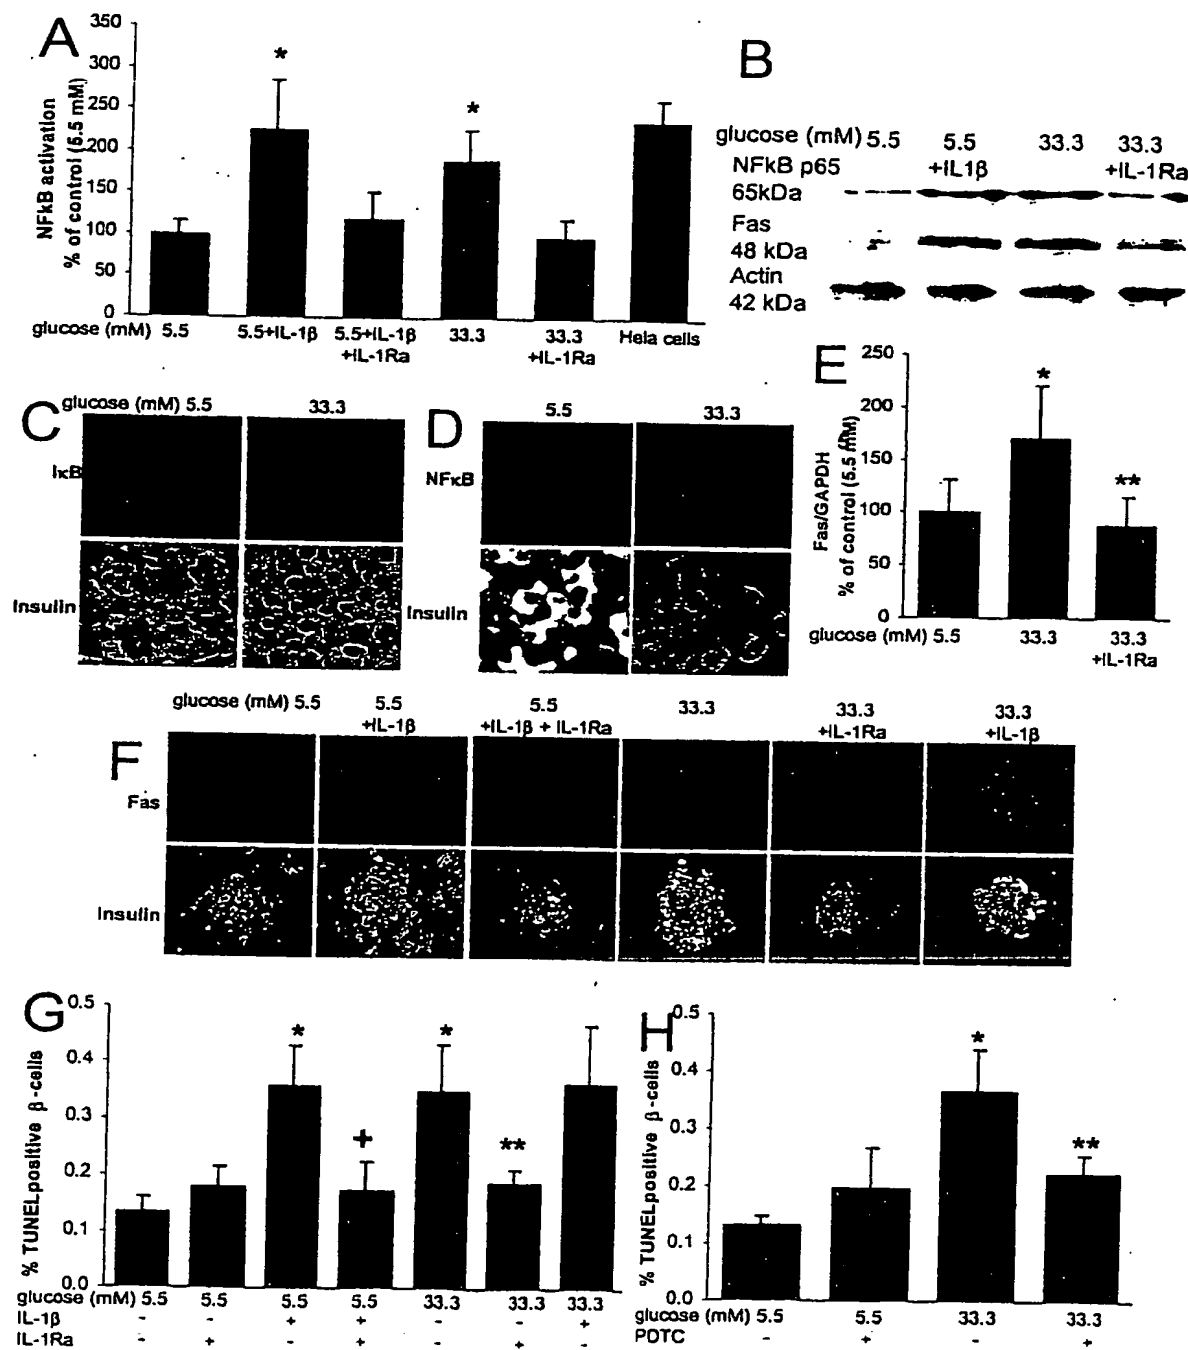 A
350
300
250
200
150
100
50
0
NFkB activation
% of control (5.5 mM)
*
*
glucose (mM) 5.5 5.5+IL-1β 5.5+IL-1β 33.3 33.3 Hela cells
+IL-1Ra +IL-1Ra
B
glucose (mM) 5.5 5.5 33.3 33.3
NFkB p65 +IL1β +IL-1Ra
65kDa
Fas
48 kDa
Actin
42 kDa
C
glucose (mM) 5.5 33.3
IκB
Insulin
D
5.5 33.3
NFκB
Insulin
E
250
200
150
100
50
0
Fas/GAPDH
% of control (5.5 mM)
*
**
glucose (mM) 5.5 33.3 33.3
+IL-1Ra
F
glucose (mM) 5.5 5.5 5.5 33.3 33.3 33.3
+IL-1β +IL-1β + IL-1Ra +IL-1Ra +IL-1β
Fas
Insulin
G
0.5
0.4
0.3
0.2
0.1
0.0
% TUNELpositive β-cells
* *
+ **
glucose (mM) 5.5 5.5 5.5 5.5 33.3 33.3 33.3
IL-1β - - + + - - +
IL-1Ra - + - + - + -
H
0.5
0.4
0.3
0.2
0.1
0.0
% TUNELpositive β-cells
*
**
glucose (mM) 5.5 5.5 33.3 33.3
PDTC - + - +